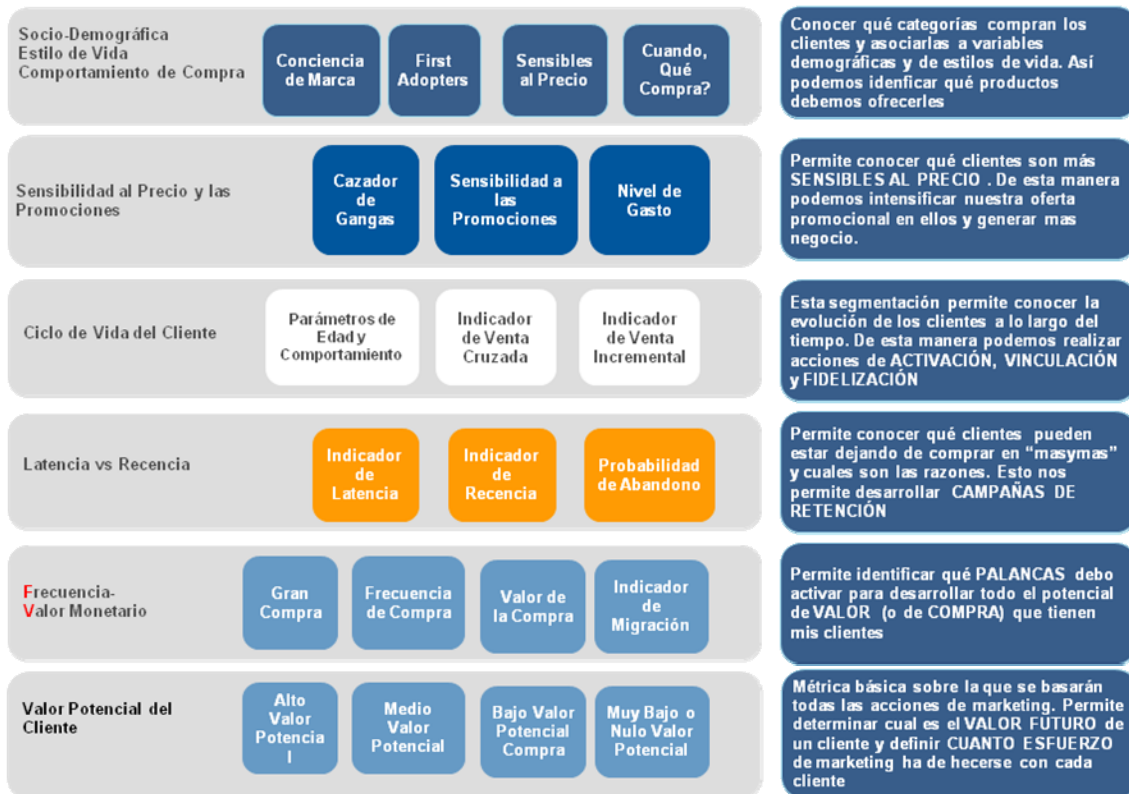 Socio-Demográfica
Estilo de Vida
Comportamiento de Compra
Conciencia
de Marca
First
Adopters
Sensibles
al Precio
Cuando,
Qué
Compra?
Conocer qué categorías compran los
clientes y asociarlas a variables
demográficas y de estilos de vida. Así
podemos idenficar qué productos
debemos ofrecerles
Sensibilidad al Precio y las
Promociones
Cazador
de
Gangas
Sensibilidad a
las
Promociones
Nivel de
Gasto
Permite conocer qué clientes son más
SENSIBLES AL PRECIO . De esta manera
podemos intensificar nuestra oferta
promocional en ellos y generar mas
negocio.
Ciclo de Vida del Cliente
Parámetros de
Edad y
Comportamiento
Indicador
de Venta
Cruzada
Indicador
de Venta
Incremental
Esta segmentación permite conocer la
evolución de los clientes a lo largo del
tiempo. De esta manera podemos realizar
acciones de ACTIVACIÓN, VINCULACIÓN
y FIDELIZACIÓN
Latencia vs Recencia
Indicador
de
Latencia
Indicador
de
Recencia
Probabilidad
de Abandono
Permite conocer qué clientes pueden
estar dejando de comprar en “masymas”
y cuales son las razones. Esto nos
permite desarrollar CAMPAÑAS DE
RETENCIÓN
Frecuencia-
Valor Monetario
Gran
Compra
Frecuencia
de Compra
Valor de
la Compra
Indicador
de
Migración
Permite identificar qué PALANCAS debo
activar para desarrollar todo el potencial
de VALOR (o de COMPRA) que tienen
mis clientes
Valor Potencial del
Cliente
Alto
Valor
Potencia
l
Medio
Valor
Potencial
Bajo Valor
Potencial
Compra
Muy Bajo o
Nulo Valor
Potencial
Métrica básica sobre la que se basarán
todas las acciones de marketing. Permite
determinar cual es el VALOR FUTURO de
un cliente y definir CUANTO ESFUERZO
de marketing ha de hecerse con cada
cliente